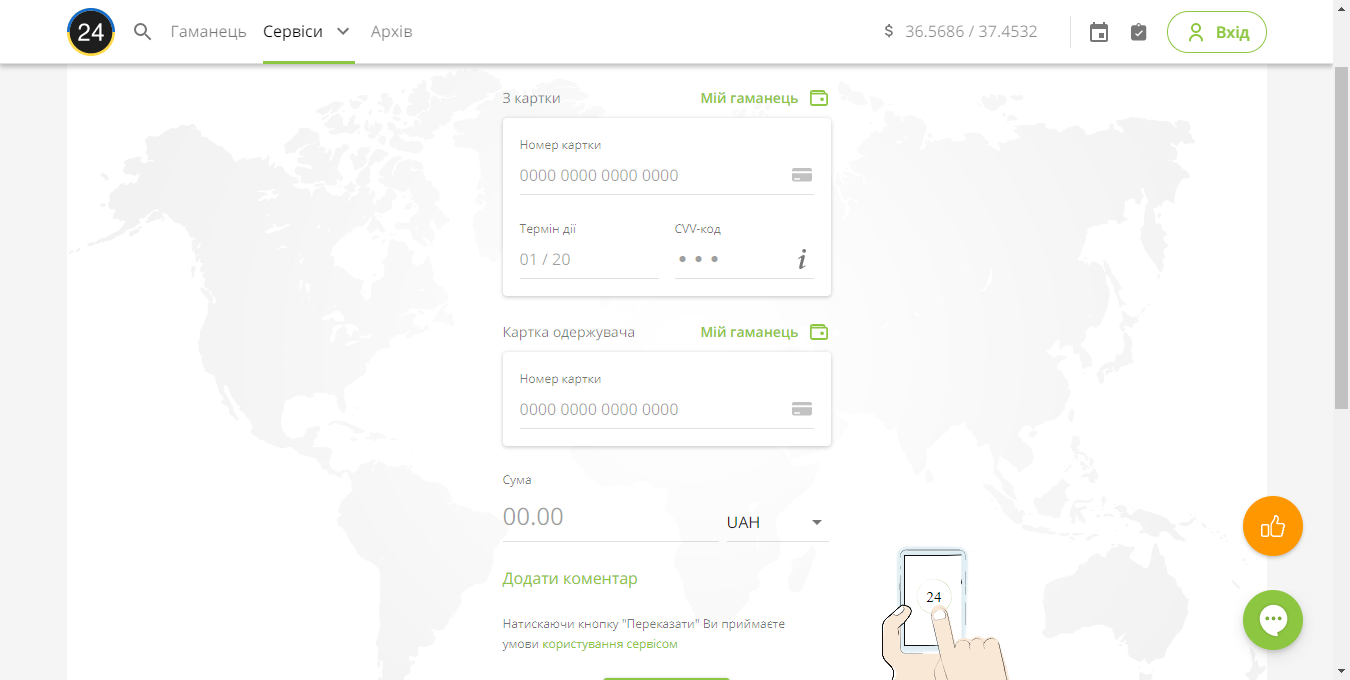 24 Гаманець Сервіси Архів $ 36.5686 / 37.4532 Вхід
З картки Мій гаманець
Номер картки
0000 0000 0000 0000
Термін дії CVV-код
01 / 20 • • • i
Картка одержувача Мій гаманець
Номер картки
0000 0000 0000 0000
Сума
00.00 UAH
Додати коментар
Натискаючи кнопку "Переказати" Ви приймаєте
умови користування сервісом
24